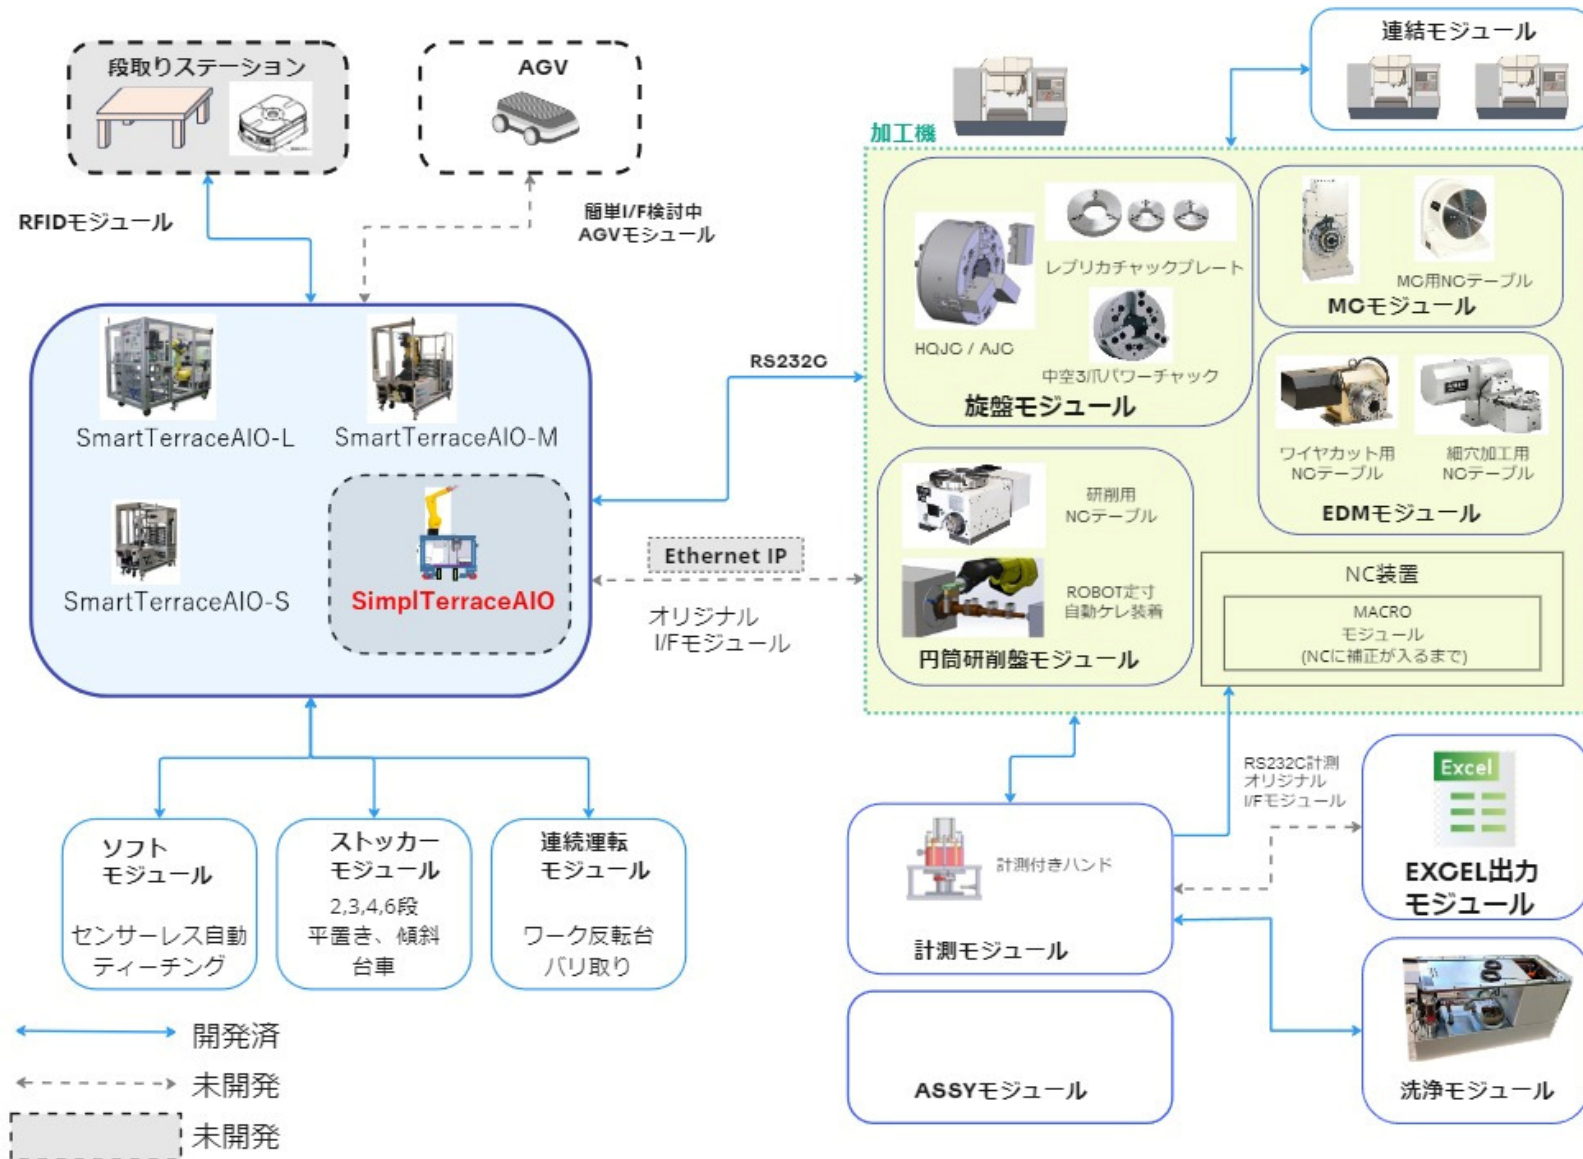 段取りステーション
AGV
連結モジュール
加工機
RFIDモジュール
簡単I/F検討中
AGVモシュール
レプリカチャックプレート
HQJC / AJC
中空3爪パワーチャック
旋盤モジュール
MC用NCテーブル
MCモジュール
RS232C
SmartTerraceAIO-L
SmartTerraceAIO-M
ワイヤカット用
NCテーブル
細穴加工用
NCテーブル
EDMモジュール
研削用
NCテーブル
Ethernet IP
SmartTerraceAIO-S
SimplTerraceAIO
オリジナル
I/Fモジュール
ROBOT定寸
自動ケレ装着
円筒研削盤モジュール
NC装置
MACRO
モジュール
(NCに補正が入るまで)
RS232C計測
オリジナル
I/Fモジュール
Excel
EXCEL出力
モジュール
ソフト
モジュール
センサーレス自動
ティーチング
ストッカー
モジュール
2,3,4,6段
平置き、傾斜
台車
連続運転
モジュール
ワーク反転台
バリ取り
計測付きハンド
計測モジュール
ASSYモジュール
洗浄モジュール
開発済
未開発
未開発